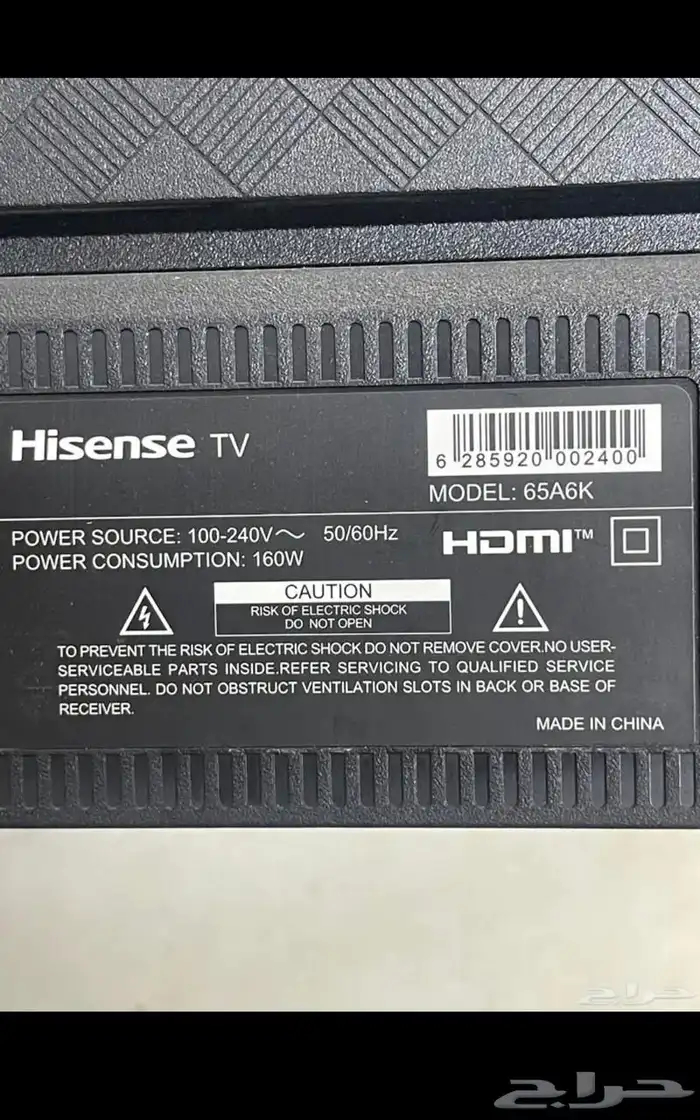 Hisense TV
6 285920 002400
MODEL: 65A6K
POWER SOURCE: 100-240V～ 50/60Hz
POWER CONSUMPTION: 160W
HDMI™
CAUTION
RISK OF ELECTRIC SHOCK
DO NOT OPEN
TO PREVENT THE RISK OF ELECTRIC SHOCK DO NOT REMOVE COVER.NO USER-
SERVICEABLE PARTS INSIDE.REFER SERVICING TO QUALIFIED SERVICE
PERSONNEL. DO NOT OBSTRUCT VENTILATION SLOTS IN BACK OR BASE OF
RECEIVER.
MADE IN CHINA
حراج
حراج